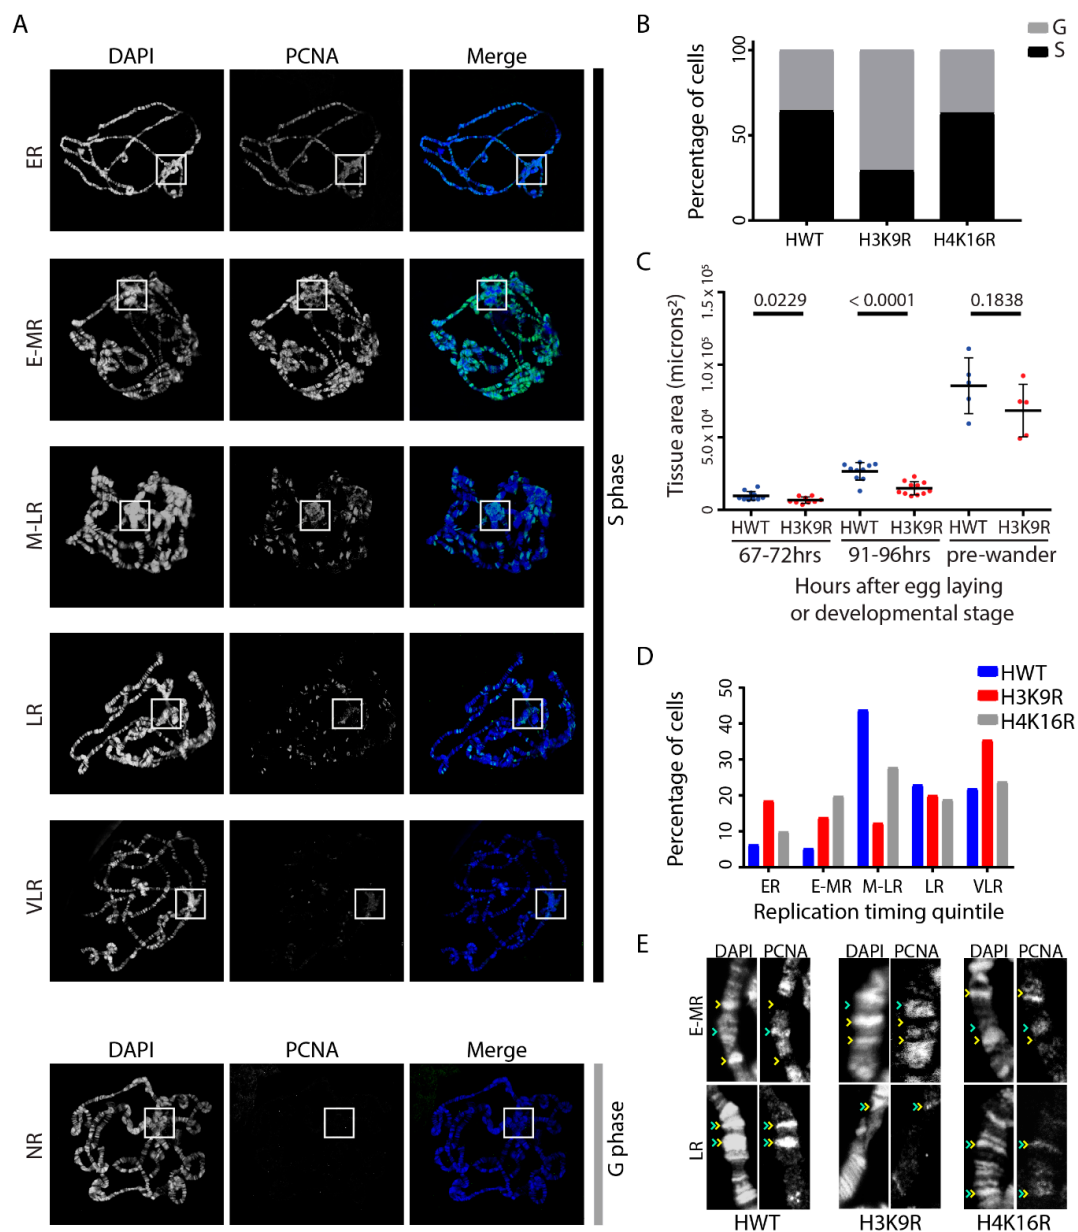 A
DAPI PCNA Merge
ER
E-MR
M-LR
LR
VLR
S phase
DAPI PCNA Merge
NR
G phase
B
G
S
Percentage of cells
100
50
0
HWT H3K9R H4K16R
C
Tissue area (microns²)
1.5 x 10⁵
1.0 x 10⁵
5.0 x 10⁴
0
0.0229 < 0.0001 0.1838
HWT H3K9R HWT H3K9R HWT H3K9R
67-72hrs 91-96hrs pre-wander
Hours after egg laying
or developmental stage
D
HWT
H3K9R
H4K16R
Percentage of cells
50
40
30
20
10
0
ER E-MR M-LR LR VLR
Replication timing quintile
E
DAPI PCNA DAPI PCNA DAPI PCNA
E-MR
LR
HWT H3K9R H4K16R